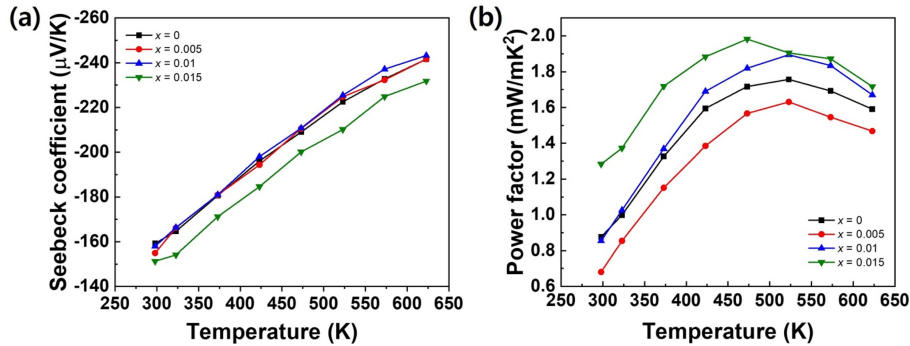 (a)
Seebeck coefficient (μV/K)
-260
-240
-220
-200
-180
-160
-140
x = 0
x = 0.005
x = 0.01
x = 0.015
250 300 350 400 450 500 550 600 650
Temperature (K)
(b)
Power factor (mW/mK²)
2.0
1.8
1.6
1.4
1.2
1.0
0.8
0.6
x = 0
x = 0.005
x = 0.01
x = 0.015
250 300 350 400 450 500 550 600 650
Temperature (K)